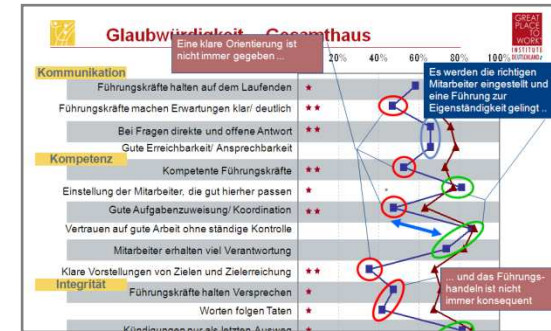 Glaubwürdigkeit – Gesamthaus
GREAT
PLACE
TO
WORK
INSTITUTE
DEUTSCHLAND
Eine klare Orientierung ist
nicht immer gegeben ...
20% 40% 60% 80% 100%
Es werden die richtigen
Mitarbeiter eingestellt und
eine Führung zur
Eigenständigkeit gelingt ..
Kommunikation
Führungskräfte halten auf dem Laufenden
Führungskräfte machen Erwartungen klar/ deutlich
Bei Fragen direkte und offene Antwort
Gute Erreichbarkeit/ Ansprechbarkeit
Kompetenz
Kompetente Führungskräfte
Einstellung der Mitarbeiter, die gut hierher passen
Gute Aufgabenzuweisung/ Koordination
Vertrauen auf gute Arbeit ohne ständige Kontrolle
Mitarbeiter erhalten viel Verantwortung
Klare Vorstellungen von Zielen und Zielerreichung
Integrität
Führungskräfte halten Versprechen
Worten folgen Taten
Kündigungen nur als letzten Ausweg
... und das Führungs-
handeln ist nicht
immer konsequent